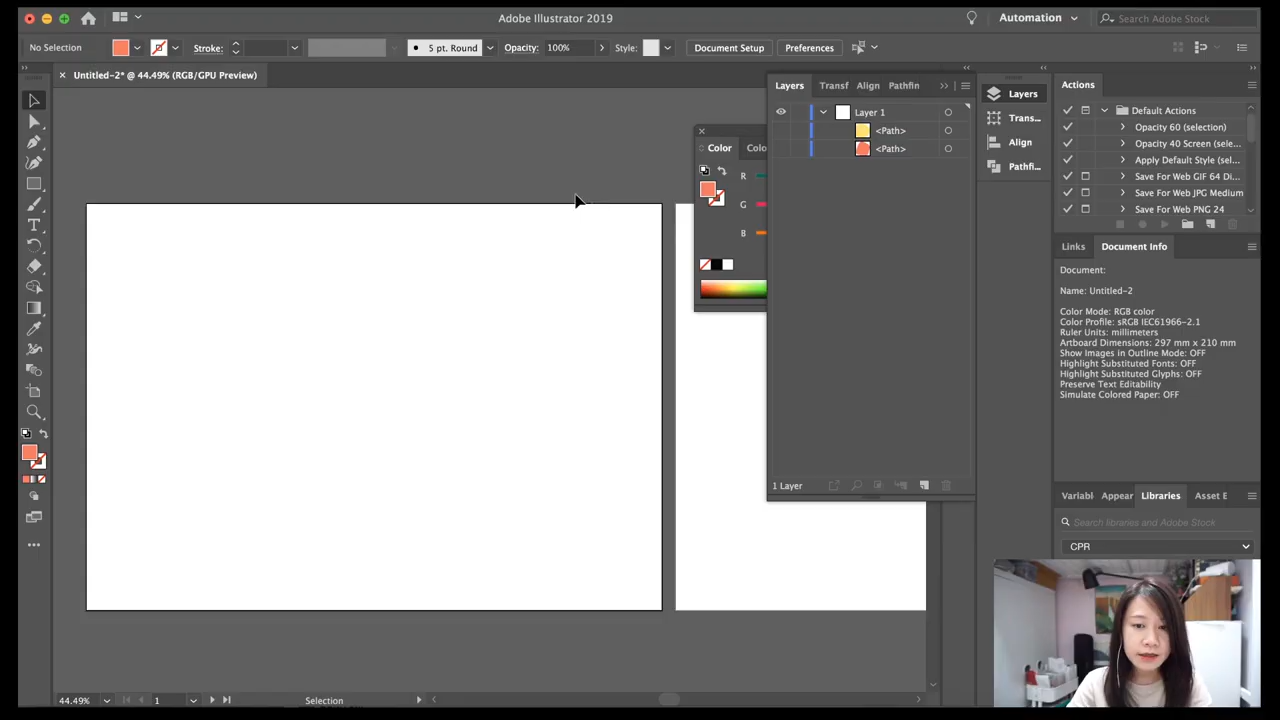 Adobe Illustrator 2019
Automation
Search Adobe Stock
No Selection
Stroke:
5 pt. Round
Opacity:
100%
Style:
Document Setup
Preferences
Untitled-2* @ 44.49% (RGB/GPU Preview)
Layers
Transf
Align
Pathfin
Layer 1
<Path>
<Path>
1 Layer
Color
Colo
R
G
B
Layers
Trans...
Align
Pathfi...
Actions
Default Actions
Opacity 60 (selection)
Opacity 40 Screen (sele...
Apply Default Style (sel...
Save For Web GIF 64 Di...
Save For Web JPG Medium
Save For Web PNG 24
Links
Document Info
Document:
Name: Untitled-2
Color Mode: RGB color
Color Profile: sRGB IEC61966-2.1
Ruler Units: millimeters
Artboard Dimensions: 297 mm x 210 mm
Show Images in Outline Mode: OFF
Highlight Substituted Fonts: OFF
Highlight Substituted Glyphs: OFF
Preserve Text Editability
Simulate Colored Paper: OFF
Variabl
Appear
Libraries
Asset E
Search libraries and Adobe Stock
CPR
44.49%
1
Selection